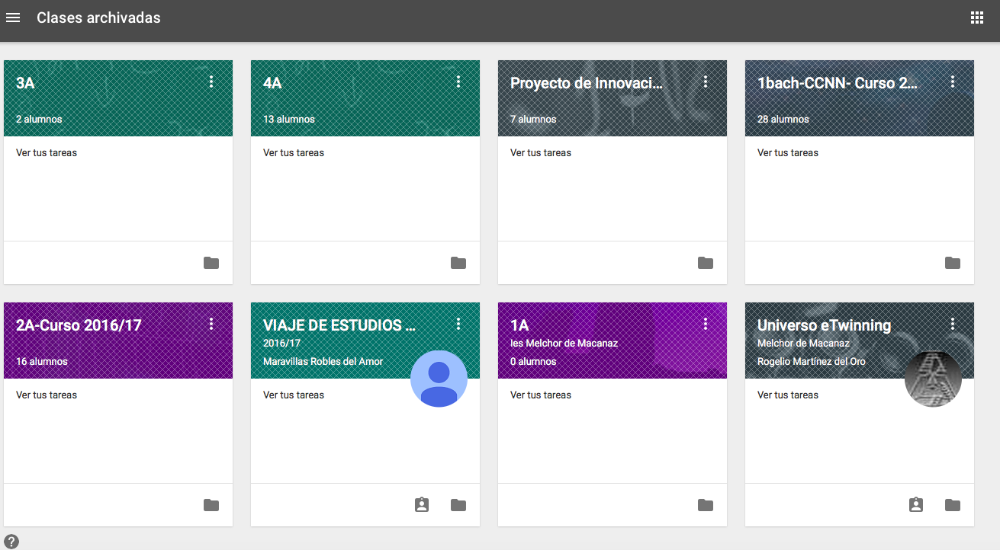 Clases archivadas
3A
2 alumnos
Ver tus tareas
4A
13 alumnos
Ver tus tareas
Proyecto de Innovaci...
7 alumnos
Ver tus tareas
1bach-CCNN- Curso 2...
28 alumnos
Ver tus tareas
2A-Curso 2016/17
16 alumnos
Ver tus tareas
VIAJE DE ESTUDIOS ...
2016/17
Maravillas Robles del Amor
Ver tus tareas
1A
Ies Melchor de Macanaz
0 alumnos
Ver tus tareas
Universo eTwinning
Melchor de Macanaz
Rogelio Martínez del Oro
Ver tus tareas
?